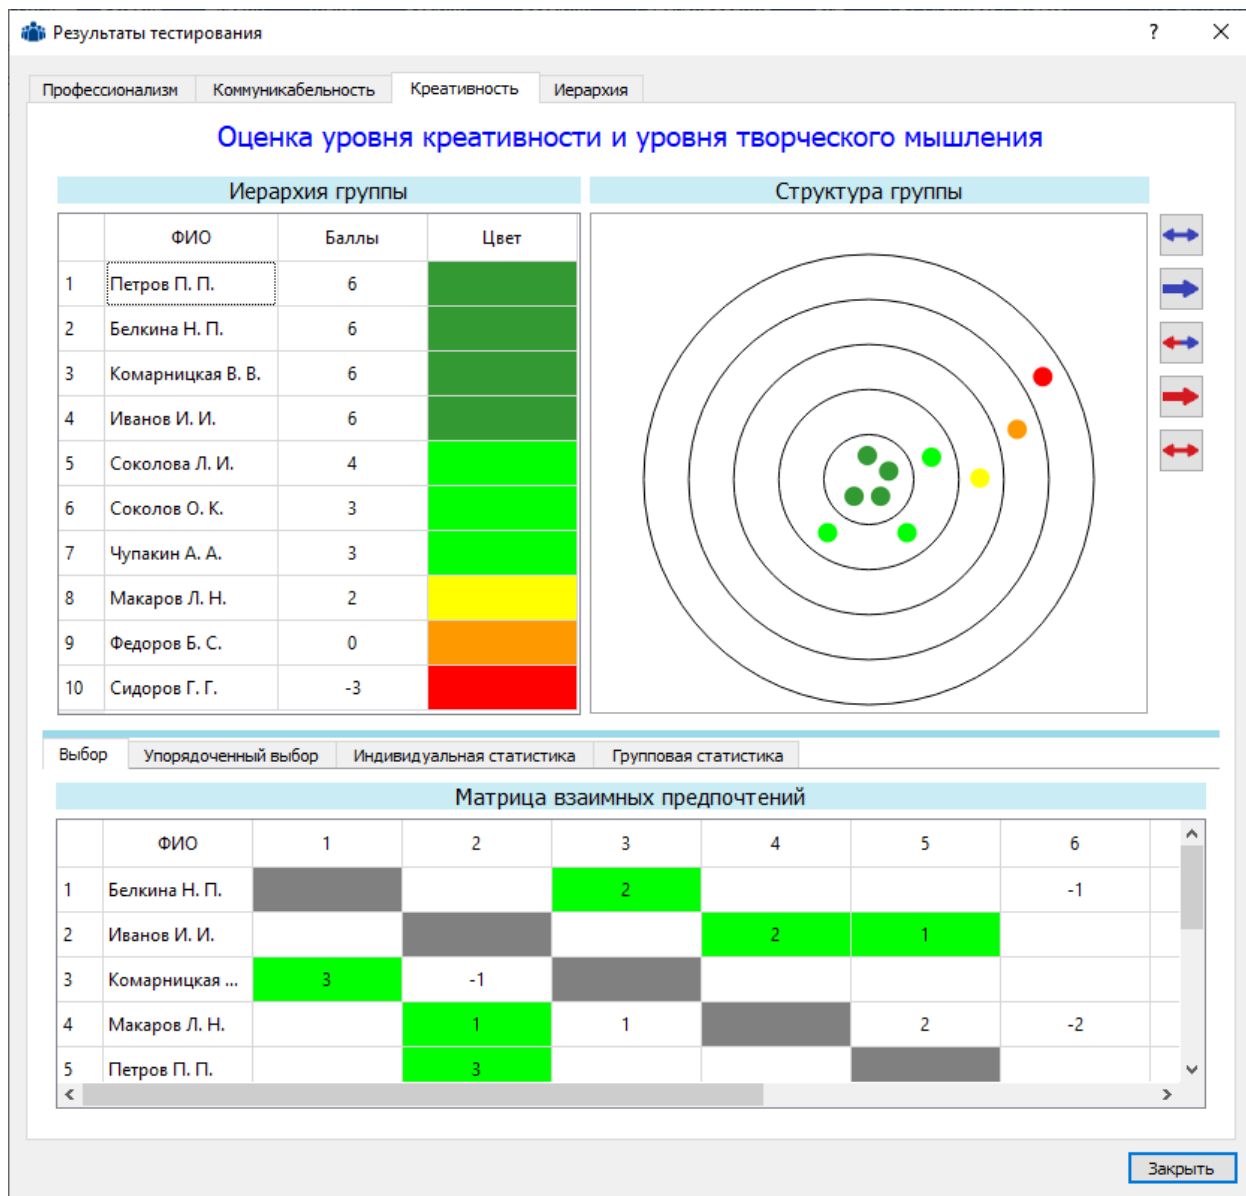 Результаты тестирования ?
Профессионализм Коммуникабельность Креативность Иерархия
Оценка уровня креативности и уровня творческого мышления
Иерархия группы
ФИО Баллы Цвет
1 Петров П. П. 6
2 Белкина Н. П. 6
3 Комарницкая В. В. 6
4 Иванов И. И. 6
5 Соколова Л. И. 4
6 Соколов О. К. 3
7 Чупакин А. А. 3
8 Макаров Л. Н. 2
9 Федоров Б. С. 0
10 Сидоров Г. Г. -3
Структура группы
Выбор Упорядоченный выбор Индивидуальная статистика Групповая статистика
Матрица взаимных предпочтений
ФИО 1 2 3 4 5 6
1 Белкина Н. П. 2 -1
2 Иванов И. И. 2 1
3 Комарницкая ... 3 -1
4 Макаров Л. Н. 1 1 2 -2
5 Петров П. П. 3
Закрыть